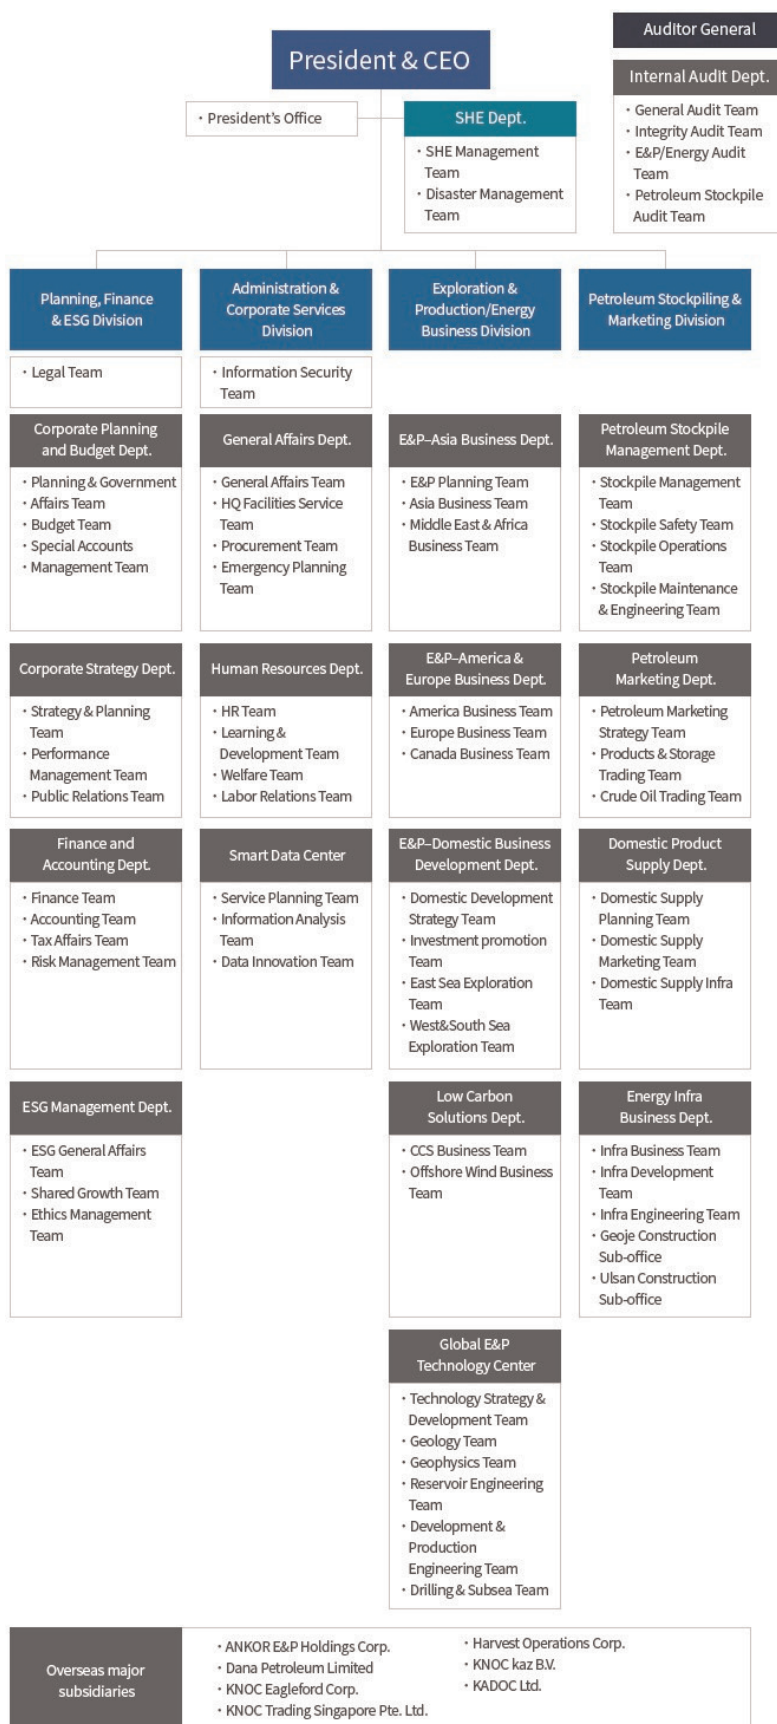 Auditor General
President & CEO
Internal Audit Dept.
· General Audit Team
· Integrity Audit Team
· E&P/Energy Audit
Team
· Petroleum Stockpile
Audit Team
· President's Office
SHE Dept.
· SHE Management
Team
· Disaster Management
Team
Planning, Finance
& ESG Division
· Legal Team
Corporate Planning
and Budget Dept.
· Planning & Government
· Affairs Team
· Budget Team
· Special Accounts
· Management Team
Corporate Strategy Dept.
· Strategy & Planning
Team
· Performance
Management Team
· Public Relations Team
Finance and
Accounting Dept.
· Finance Team
· Accounting Team
· Tax Affairs Team
· Risk Management Team
ESG Management Dept.
· ESG General Affairs
Team
· Shared Growth Team
· Ethics Management
Team
Administration &
Corporate Services
Division
· Information Security
Team
General Affairs Dept.
· General Affairs Team
· HQ Facilities Service
Team
· Procurement Team
· Emergency Planning
Team
Human Resources Dept.
· HR Team
· Learning &
Development Team
· Welfare Team
· Labor Relations Team
Smart Data Center
· Service Planning Team
· Information Analysis
Team
· Data Innovation Team
Exploration &
Production/Energy
Business Division
E&P–Asia Business Dept.
· E&P Planning Team
· Asia Business Team
· Middle East & Africa
Business Team
E&P–America &
Europe Business Dept.
· America Business Team
· Europe Business Team
· Canada Business Team
E&P–Domestic Business
Development Dept.
· Domestic Development
Strategy Team
· Investment promotion
Team
· East Sea Exploration
Team
· West&South Sea
Exploration Team
Low Carbon
Solutions Dept.
· CCS Business Team
· Offshore Wind Business
Team
Global E&P
Technology Center
· Technology Strategy &
Development Team
· Geology Team
· Geophysics Team
· Reservoir Engineering
Team
· Development &
Production
Engineering Team
· Drilling & Subsea Team
Petroleum Stockpiling &
Marketing Division
Petroleum Stockpile
Management Dept.
· Stockpile Management
Team
· Stockpile Safety Team
· Stockpile Operations
Team
· Stockpile Maintenance
& Engineering Team
Petroleum
Marketing Dept.
· Petroleum Marketing
Strategy Team
· Products & Storage
Trading Team
· Crude Oil Trading Team
Domestic Product
Supply Dept.
· Domestic Supply
Planning Team
· Domestic Supply
Marketing Team
· Domestic Supply Infra
Team
Energy Infra
Business Dept.
· Infra Business Team
· Infra Development
Team
· Infra Engineering Team
· Geoje Construction
Sub-office
· Ulsan Construction
Sub-office
Overseas major
subsidiaries
· ANKOR E&P Holdings Corp.
· Dana Petroleum Limited
· KNOC Eagleford Corp.
· KNOC Trading Singapore Pte. Ltd.
· Harvest Operations Corp.
· KNOC kaz B.V.
· KADOC Ltd.